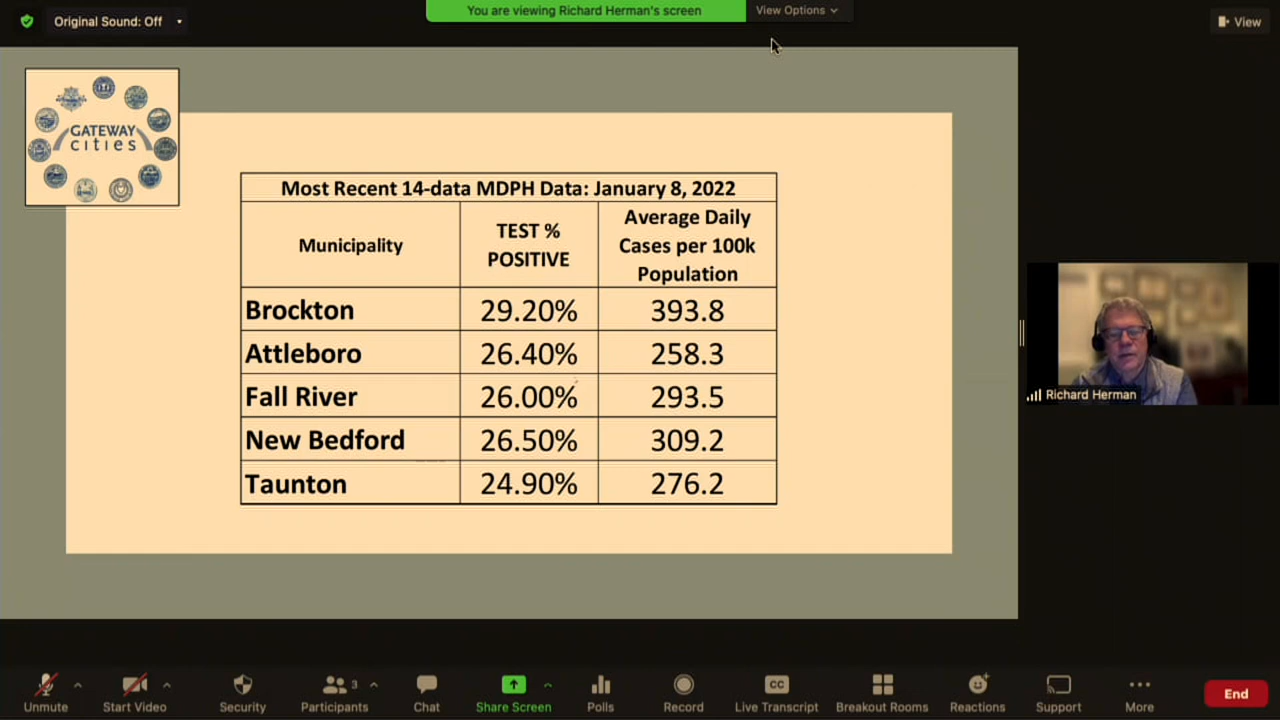 Original Sound: Off
You are viewing Richard Herman's screen
View Options
View
GATEWAY
cities
Most Recent 14-data MDPH Data: January 8, 2022
Municipality
TEST %
POSITIVE
Average Daily
Cases per 100k
Population
Brockton 29.20% 393.8
Attleboro 26.40% 258.3
Fall River 26.00% 293.5
New Bedford 26.50% 309.2
Taunton 24.90% 276.2
Richard Herman
Unmute
Start Video
Security
Participants 3
Chat
Share Screen
Polls
Record
CC
Live Transcript
Breakout Rooms
Reactions
Support
More
End